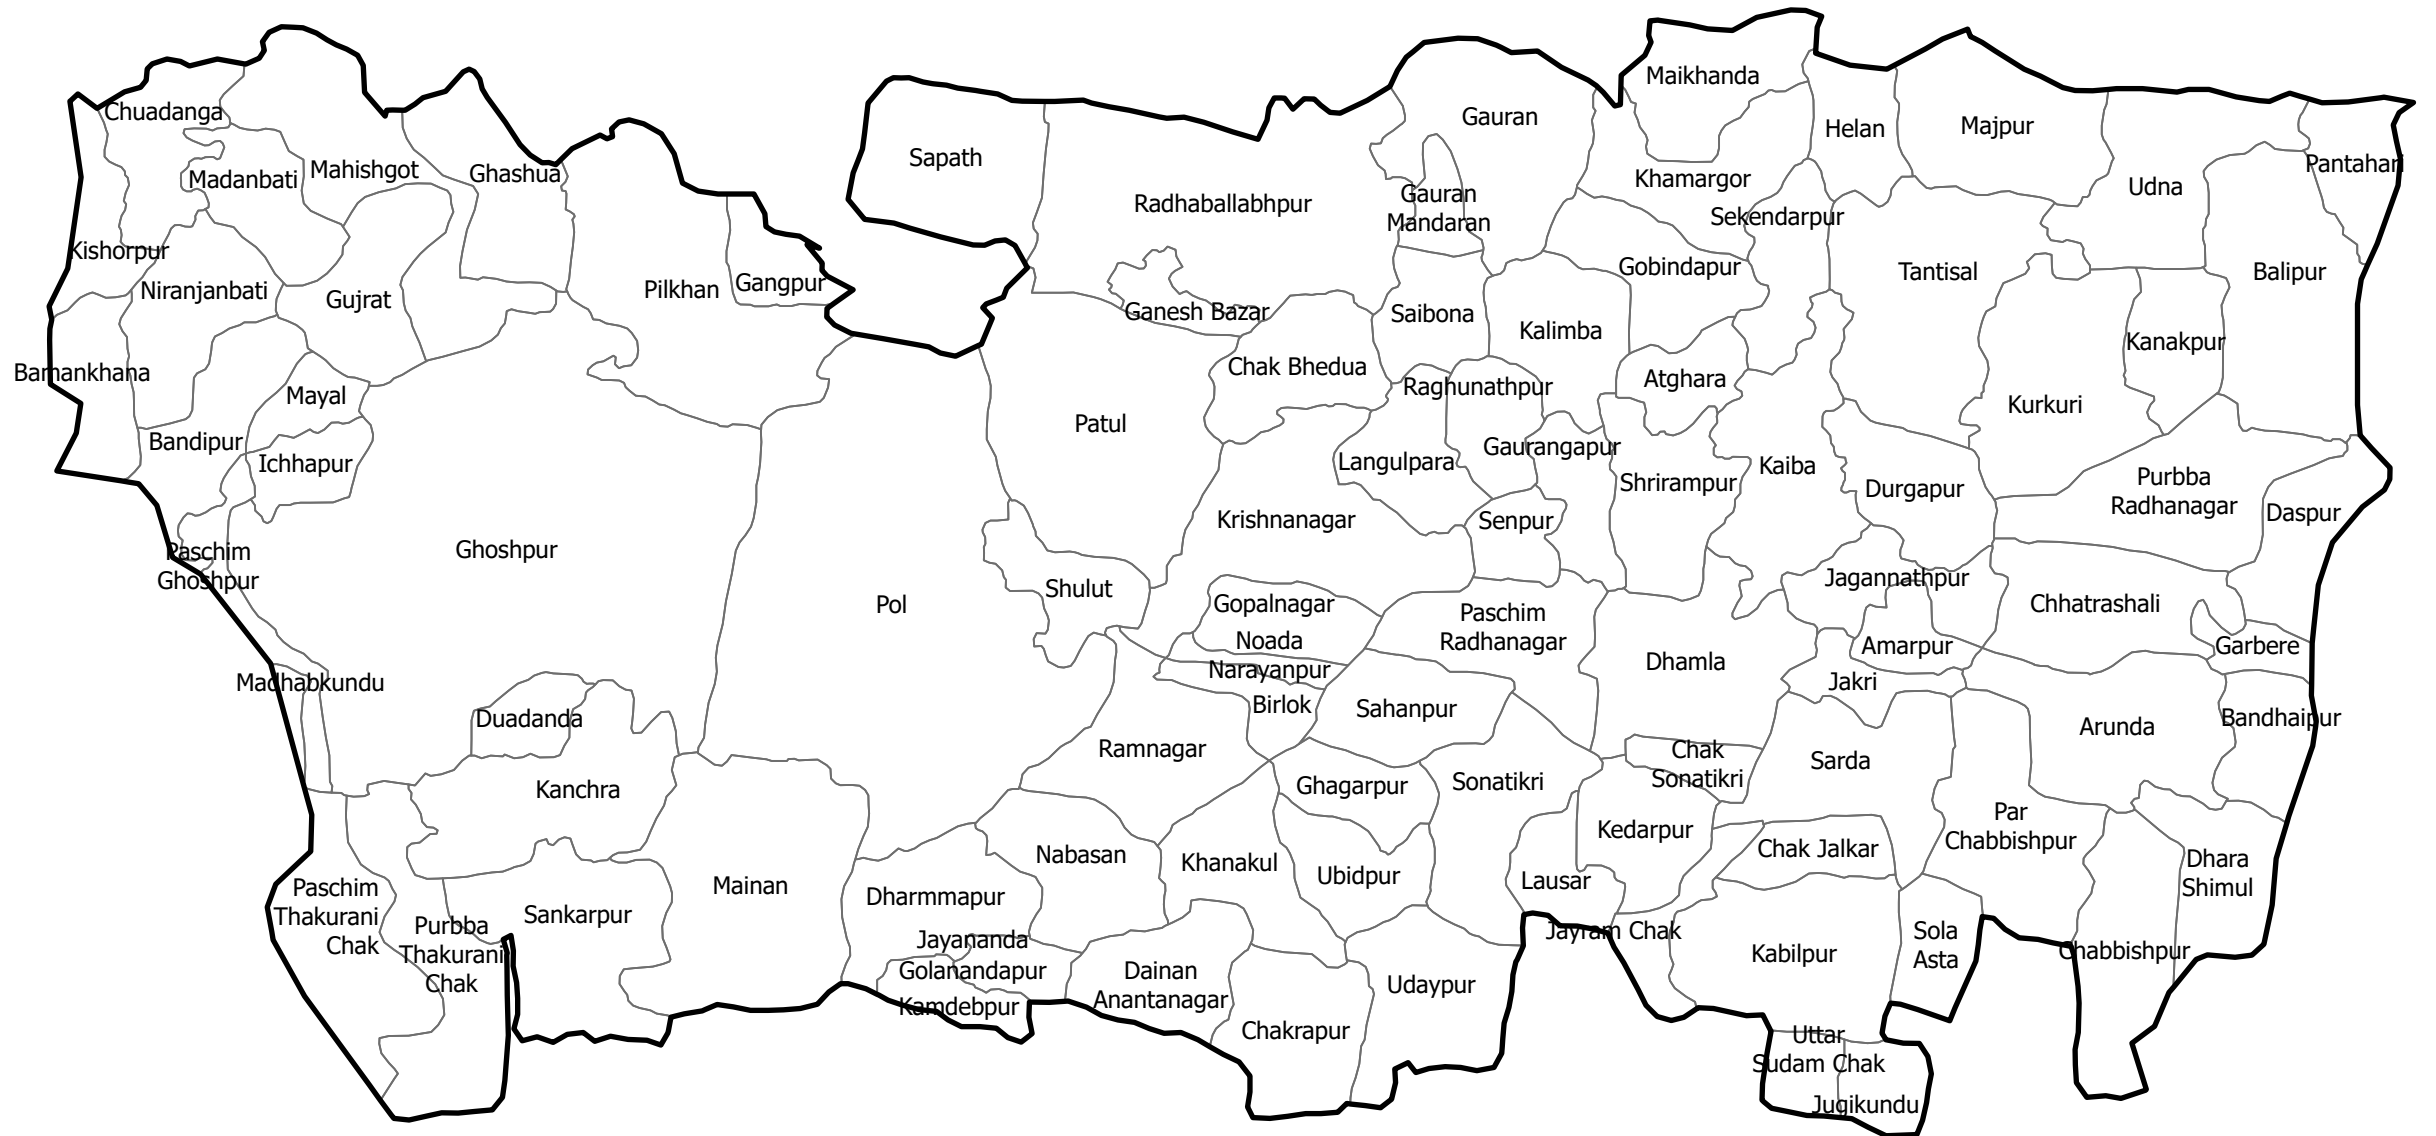 Maikhanda
Chuadanga
Gauran
Helan
Majpur
Sapath
Mahishgot
Ghashua
Madanbati
Khamargor
Pantahari
Udna
Radhaballabhpur
Gauran
Mandaran
Sekendarpur
Kishorpur
Niranjanbati
Gujrat
Pilkhan
Gangpur
Gobindapur
Tantisal
Balipur
Ganesh Bazar
Saibona
Kalimba
Kanakpur
Bamankhana
Mayal
Chak Bhedua
Raghunathpur
Atghara
Kurkuri
Bandipur
Ichhapur
Patul
Langulpara
Gaurangapur
Shrirampur
Kaiba
Durgapur
Purbba
Radhanagar
Daspur
Krishnanagar
Senpur
Paschim
Ghoshpur
Ghoshpur
Pol
Shulut
Gopalnagar
Noada
Narayanpur
Birlok
Paschim
Radhanagar
Jagannathpur
Chhatrashali
Amarpur
Garbere
Dhamla
Jakri
Madhabkundu
Duadanda
Sahanpur
Arunda
Bandhaipur
Ramnagar
Chak
Sonatikri
Sarda
Kanchra
Ghagarpur
Sonatikri
Kedarpur
Par
Chabbishpur
Nabasan
Khanakul
Ubidpur
Lausar
Chak Jalkar
Dhara
Shimul
Paschim
Thakurani
Chak
Purbba
Thakurani
Chak
Sankarpur
Mainan
Dharmmapur
Jayananda
Golanandapur
Kamdebpur
Dainan
Anantanagar
Chakrapur
Udaypur
Jayram Chak
Kabilpur
Sola
Asta
Chabbishpur
Uttar
Sudam Chak
Jugikundu